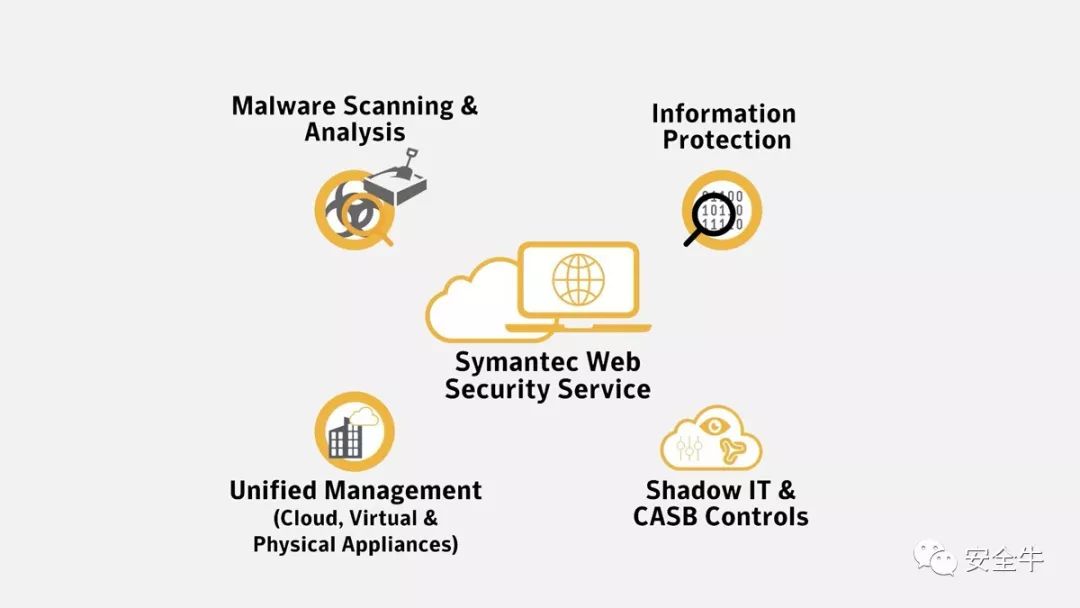 Malware Scanning &
Analysis
Information
Protection
01100
10110
11110
Symantec Web
Security Service
Unified Management
(Cloud, Virtual &
Physical Appliances)
Shadow IT &
CASB Controls
安全牛